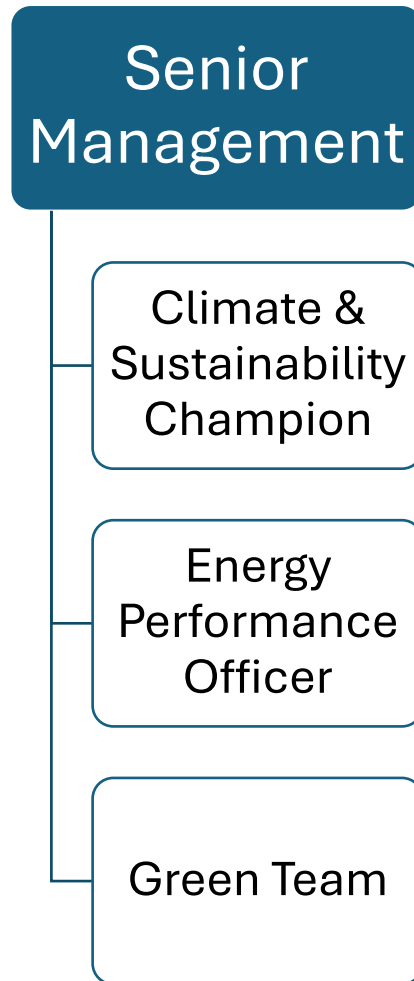 Senior
Management
Climate &
Sustainability
Champion
Energy
Performance
Officer
Green Team